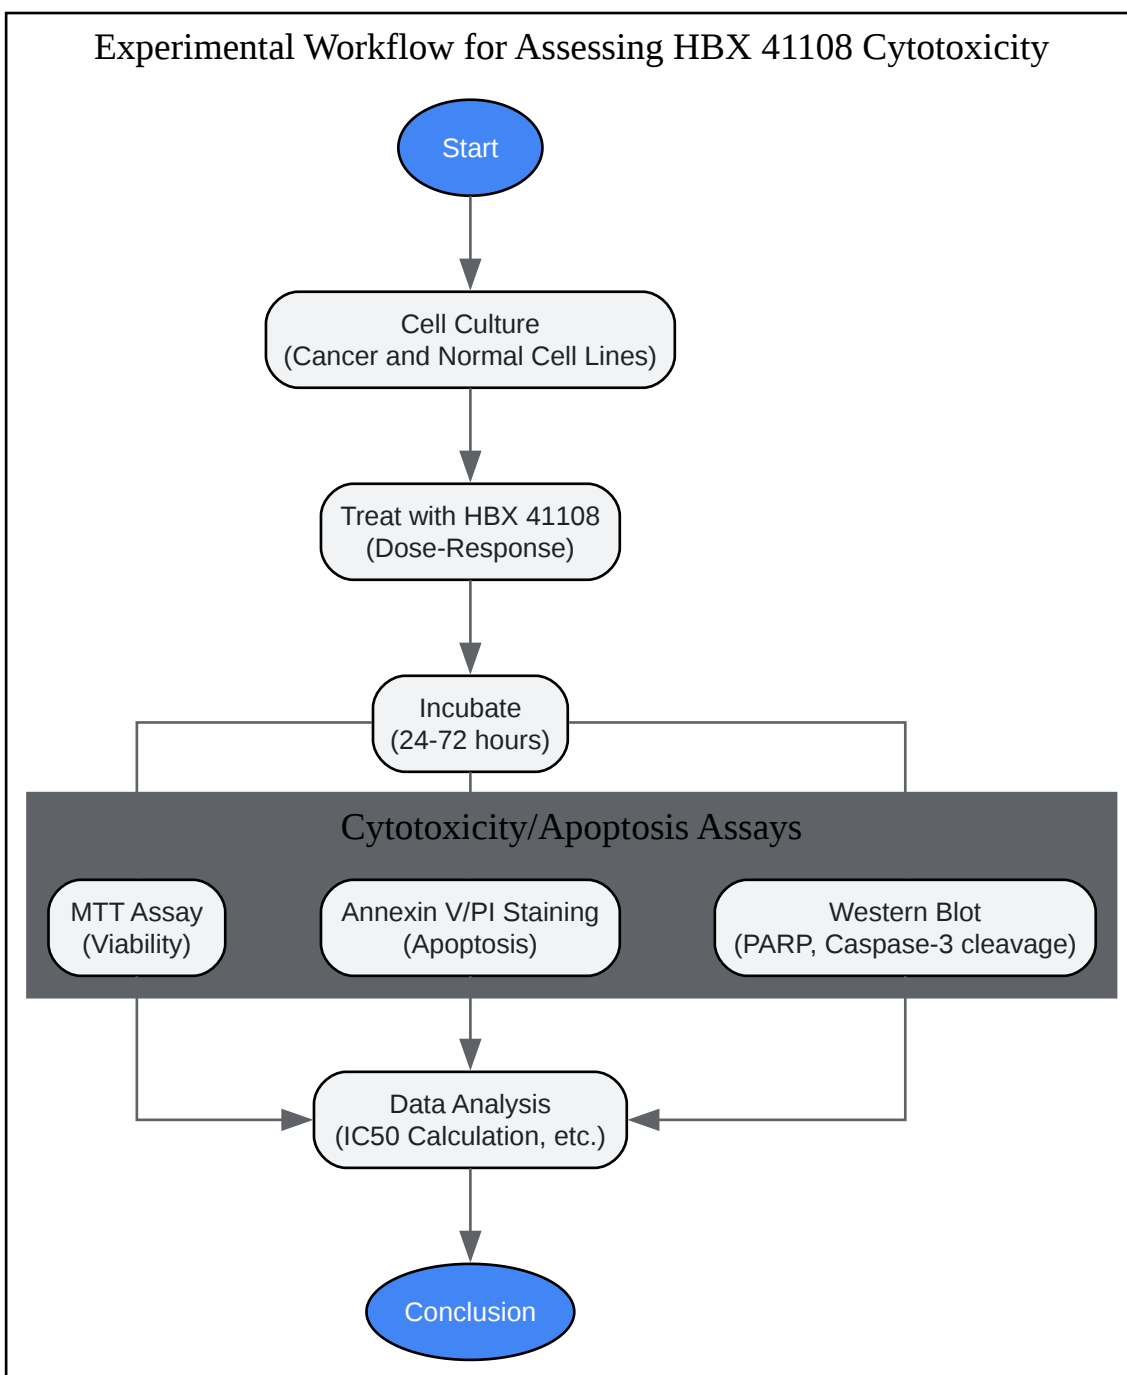 Experimental Workflow for Assessing HBX 41108 Cytotoxicity
Start
Cell Culture
(Cancer and Normal Cell Lines)
Treat with HBX 41108
(Dose-Response)
Incubate
(24-72 hours)
Cytotoxicity/Apoptosis Assays
MTT Assay
(Viability)
Annexin V/PI Staining
(Apoptosis)
Western Blot
(PARP, Caspase-3 cleavage)
Data Analysis
(IC50 Calculation, etc.)
Conclusion